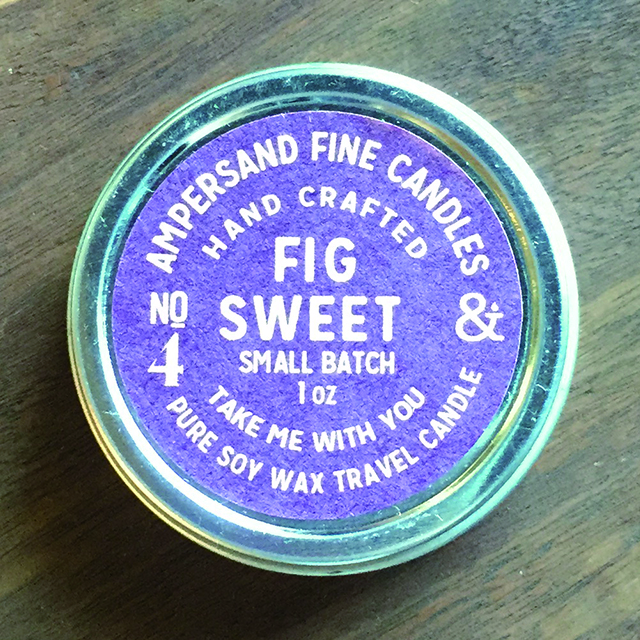 AMPERSAND FINE CANDLES
HAND CRAFTED
FIG
SWEET
NO
4
&
SMALL BATCH
1 OZ
TAKE ME WITH YOU
PURE SOY WAX TRAVEL CANDLE